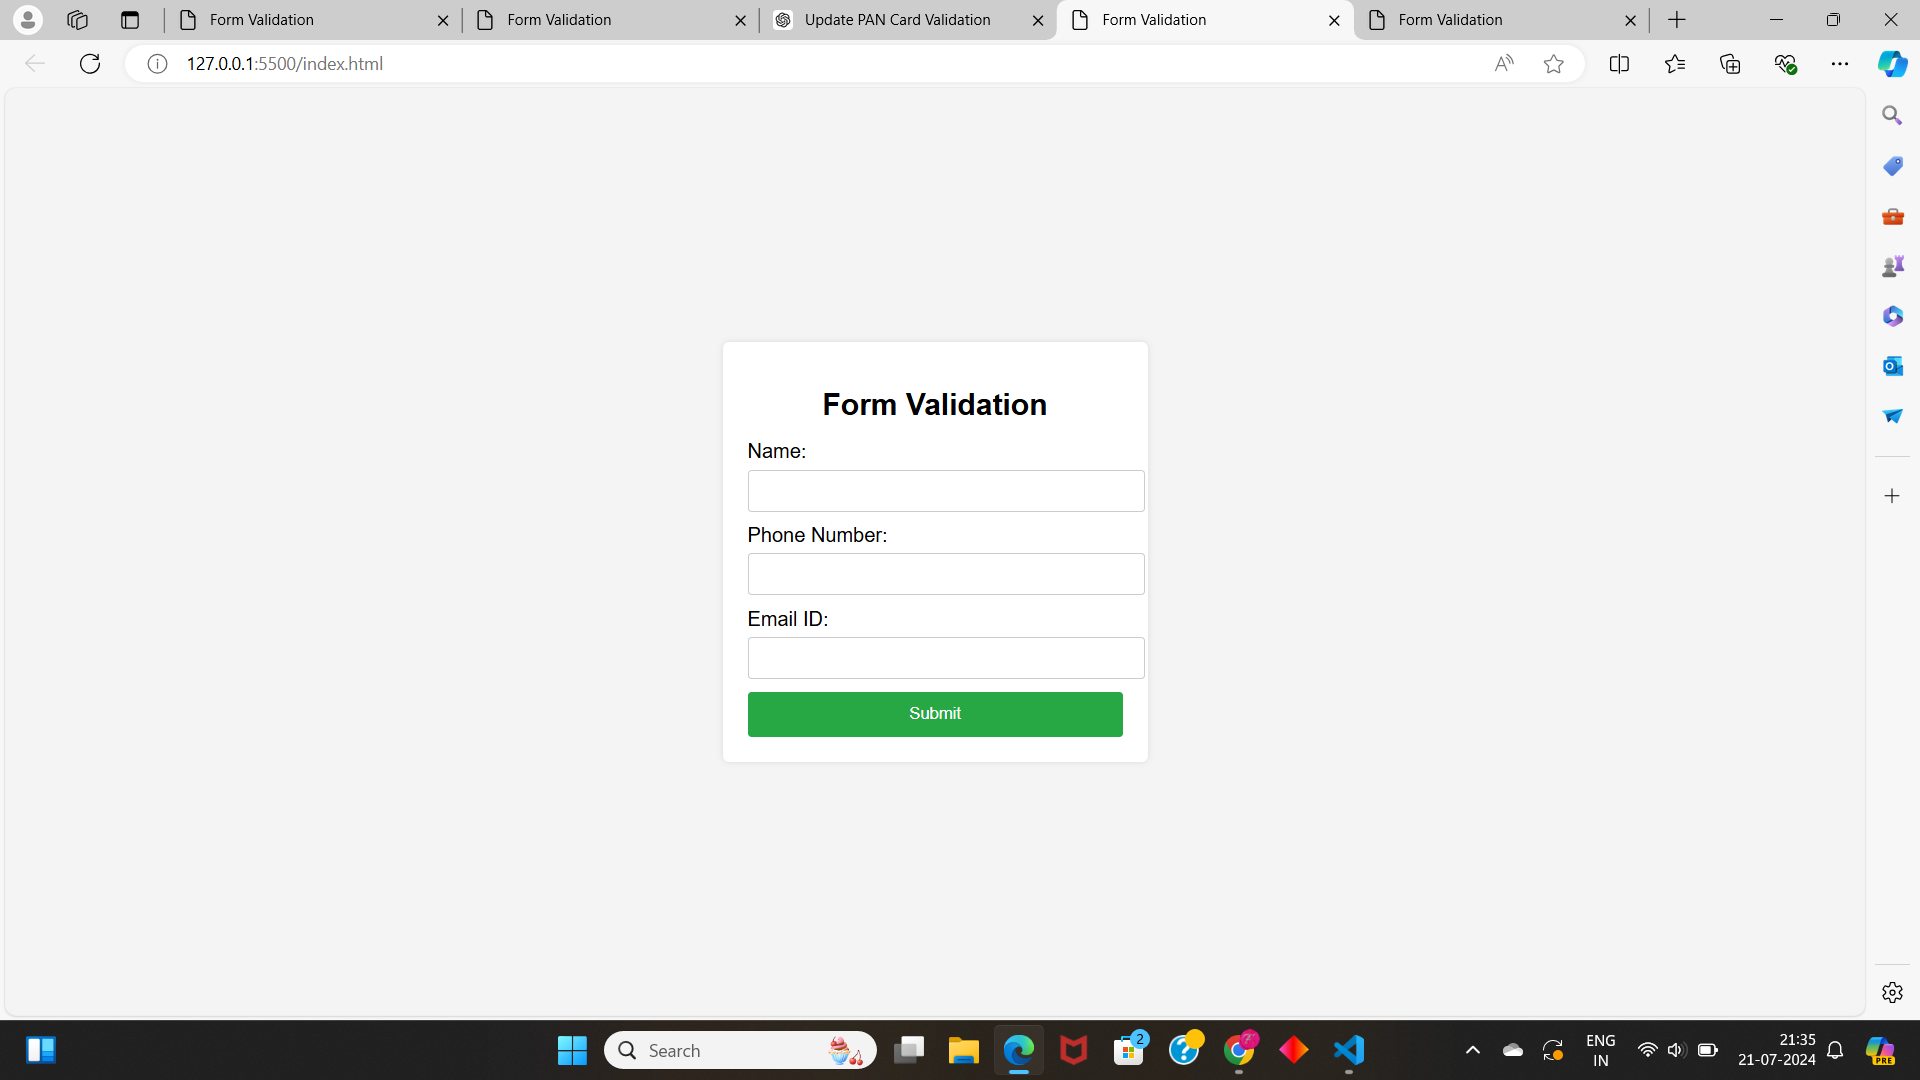 Form Validation
Form Validation
Update PAN Card Validation
Form Validation
Form Validation
127.0.0.1:5500/index.html
Form Validation
Name:
Phone Number:
Email ID:
Submit
Search
2
ENG
IN
21:35
21-07-2024
PRE